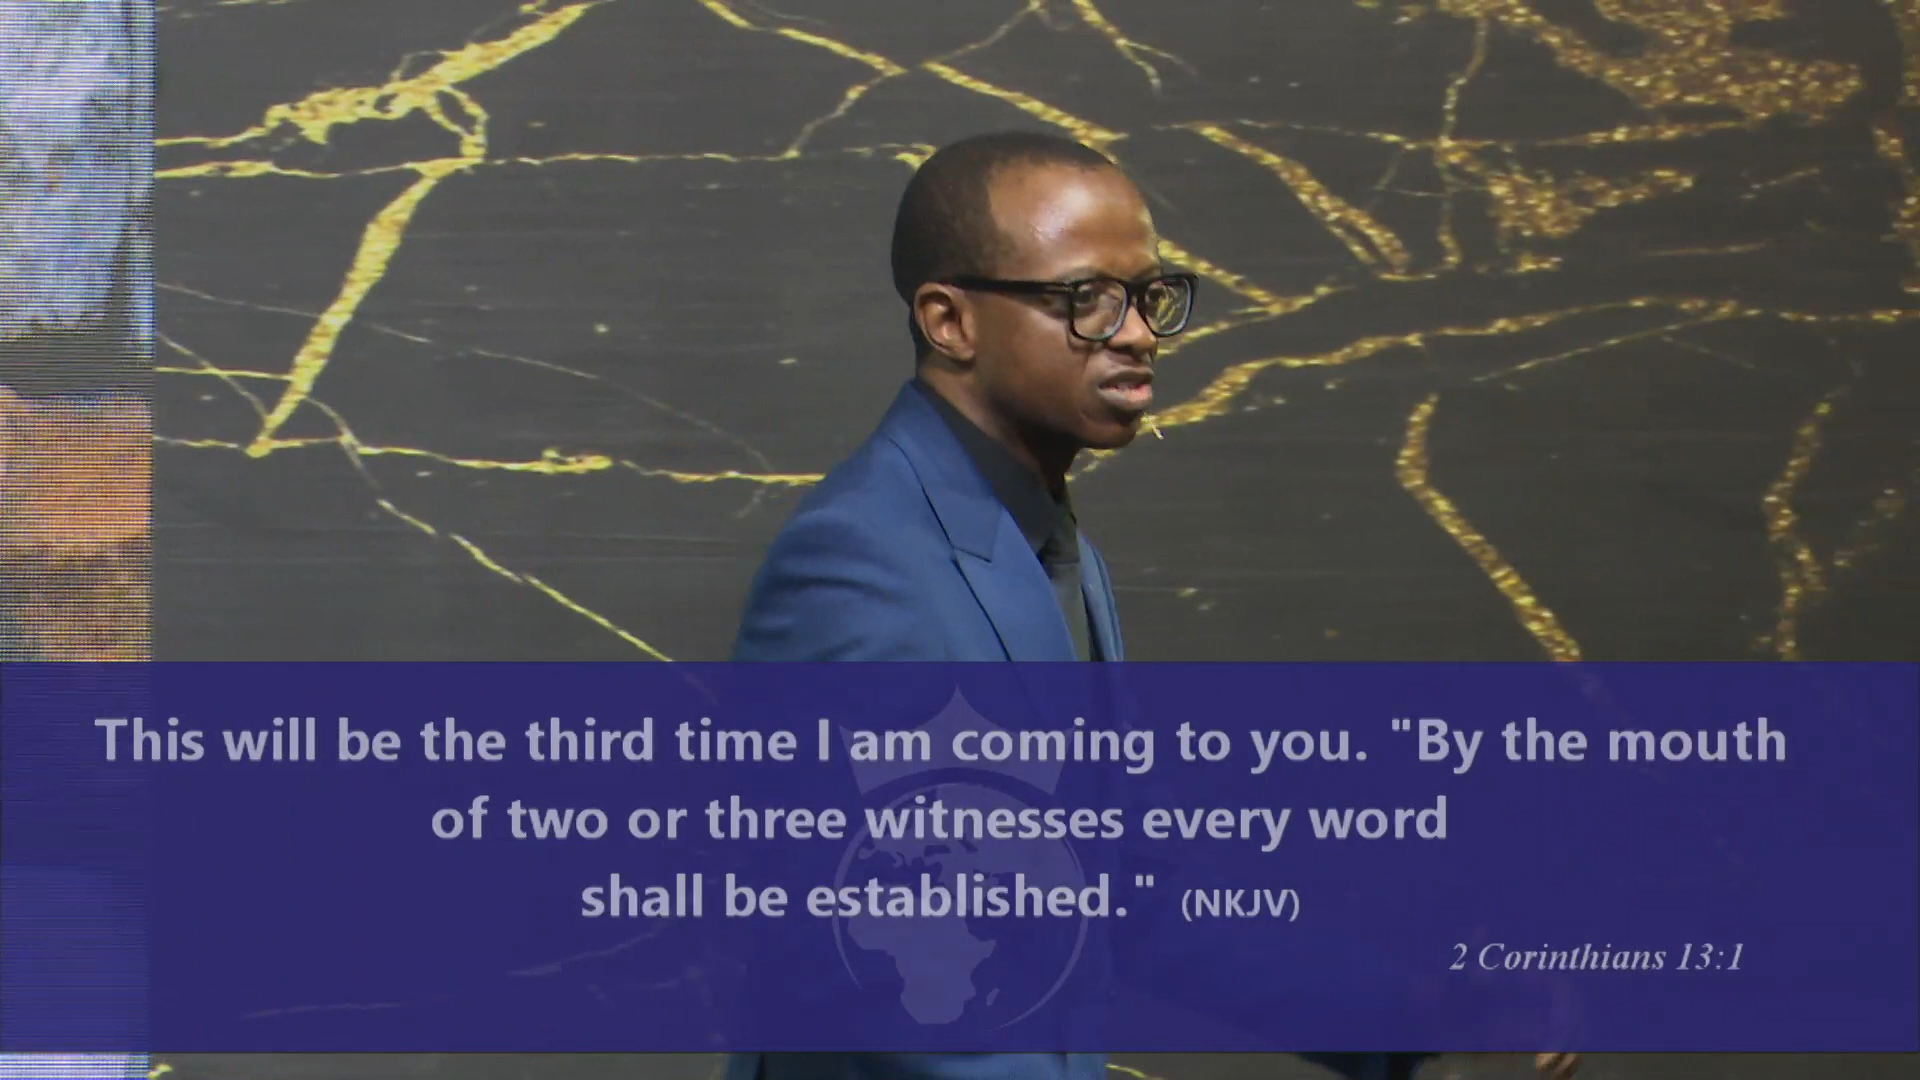 This will be the third time I am coming to you. "By the mouth
of two or three witnesses every word
shall be established." (NKJV)
2 Corinthians 13:1